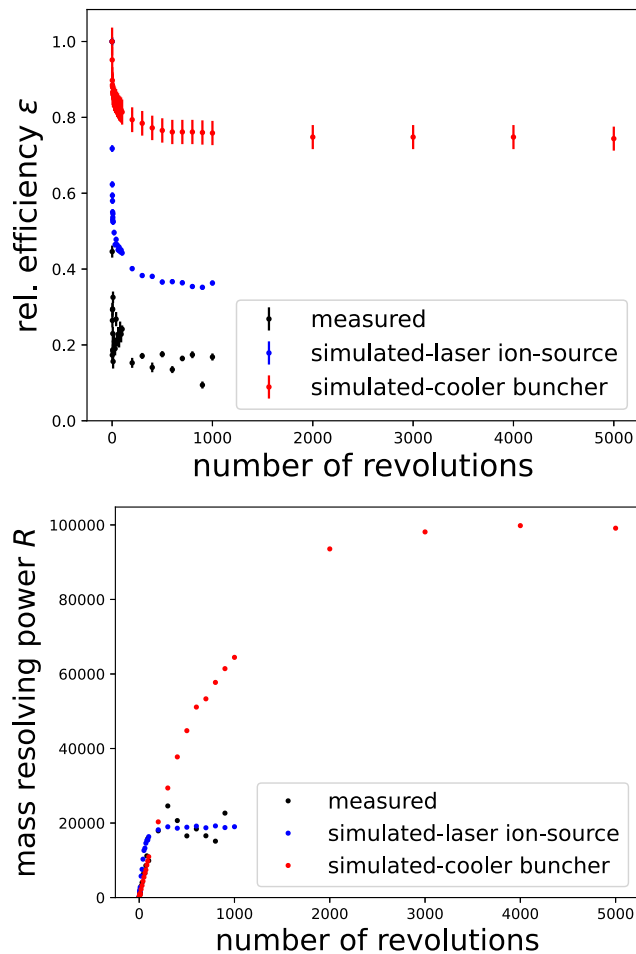 rel. efficiency ε
1.0
0.8
0.6
0.4
0.2
0.0
measured
simulated-laser ion-source
simulated-cooler buncher
0 1000 2000 3000 4000 5000
number of revolutions
mass resolving power R
100000
80000
60000
40000
20000
0
measured
simulated-laser ion-source
simulated-cooler buncher
0 1000 2000 3000 4000 5000
number of revolutions